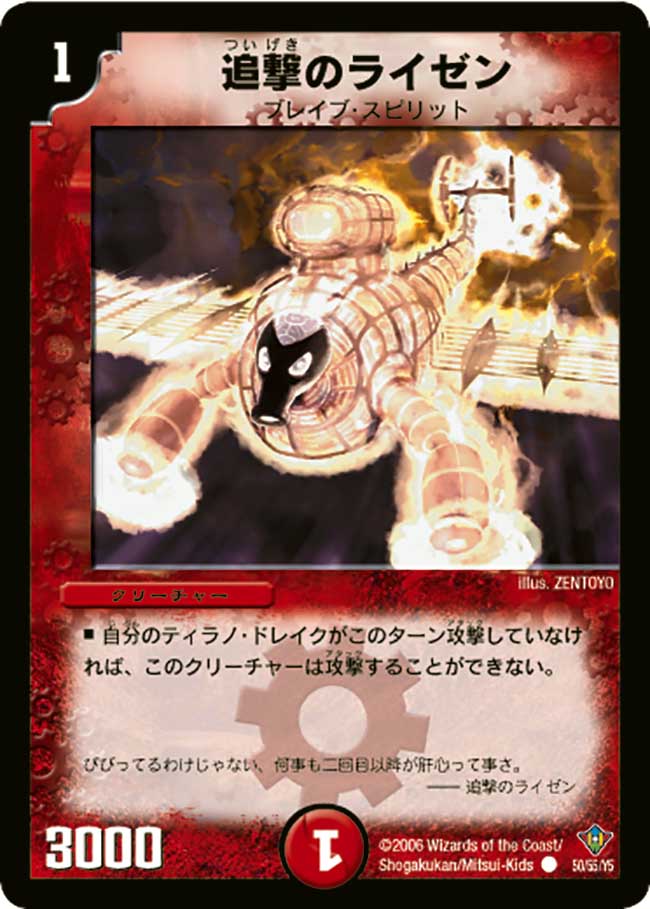 1
ついげき
追撃のライゼン
ブレイブ・スピリット
illus. ZENTOYO
クリーチャー
■ 自分のティラノ・ドレイクがこのターン攻撃していなけ
れば、このクリーチャーは攻撃することができない。
びびってるわけじゃない、何事も二回目以降が肝心って事さ。
—— 追撃のライゼン
3000
1
©2006 Wizards of the Coast/
Shogakukan/Mitsui-Kids
50/55/Y5